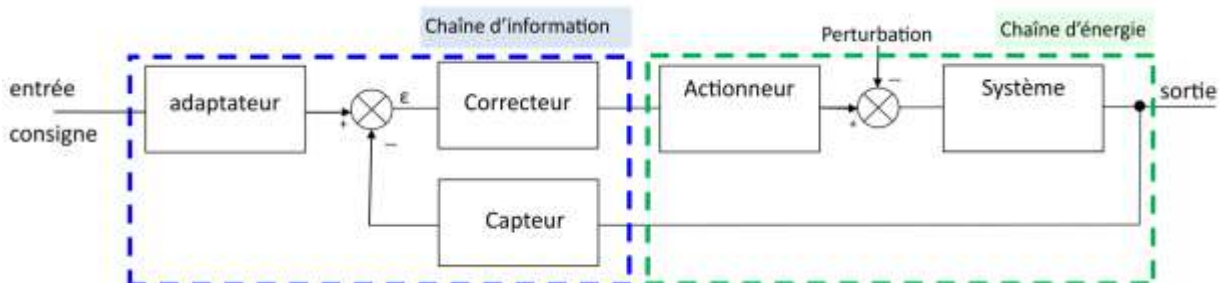 Chaîne d'information
Chaîne d'énergie
Perturbation
entrée
consigne
adaptateur
+
−
ε
Correcteur
Actionneur
+
−
Système
sortie
Capteur